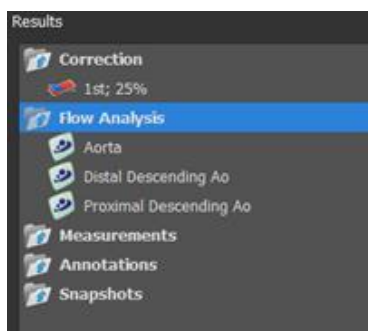 Results
Correction
1st; 25%
Flow Analysis
Aorta
Distal Descending Ao
Proximal Descending Ao
Measurements
Annotations
Snapshots